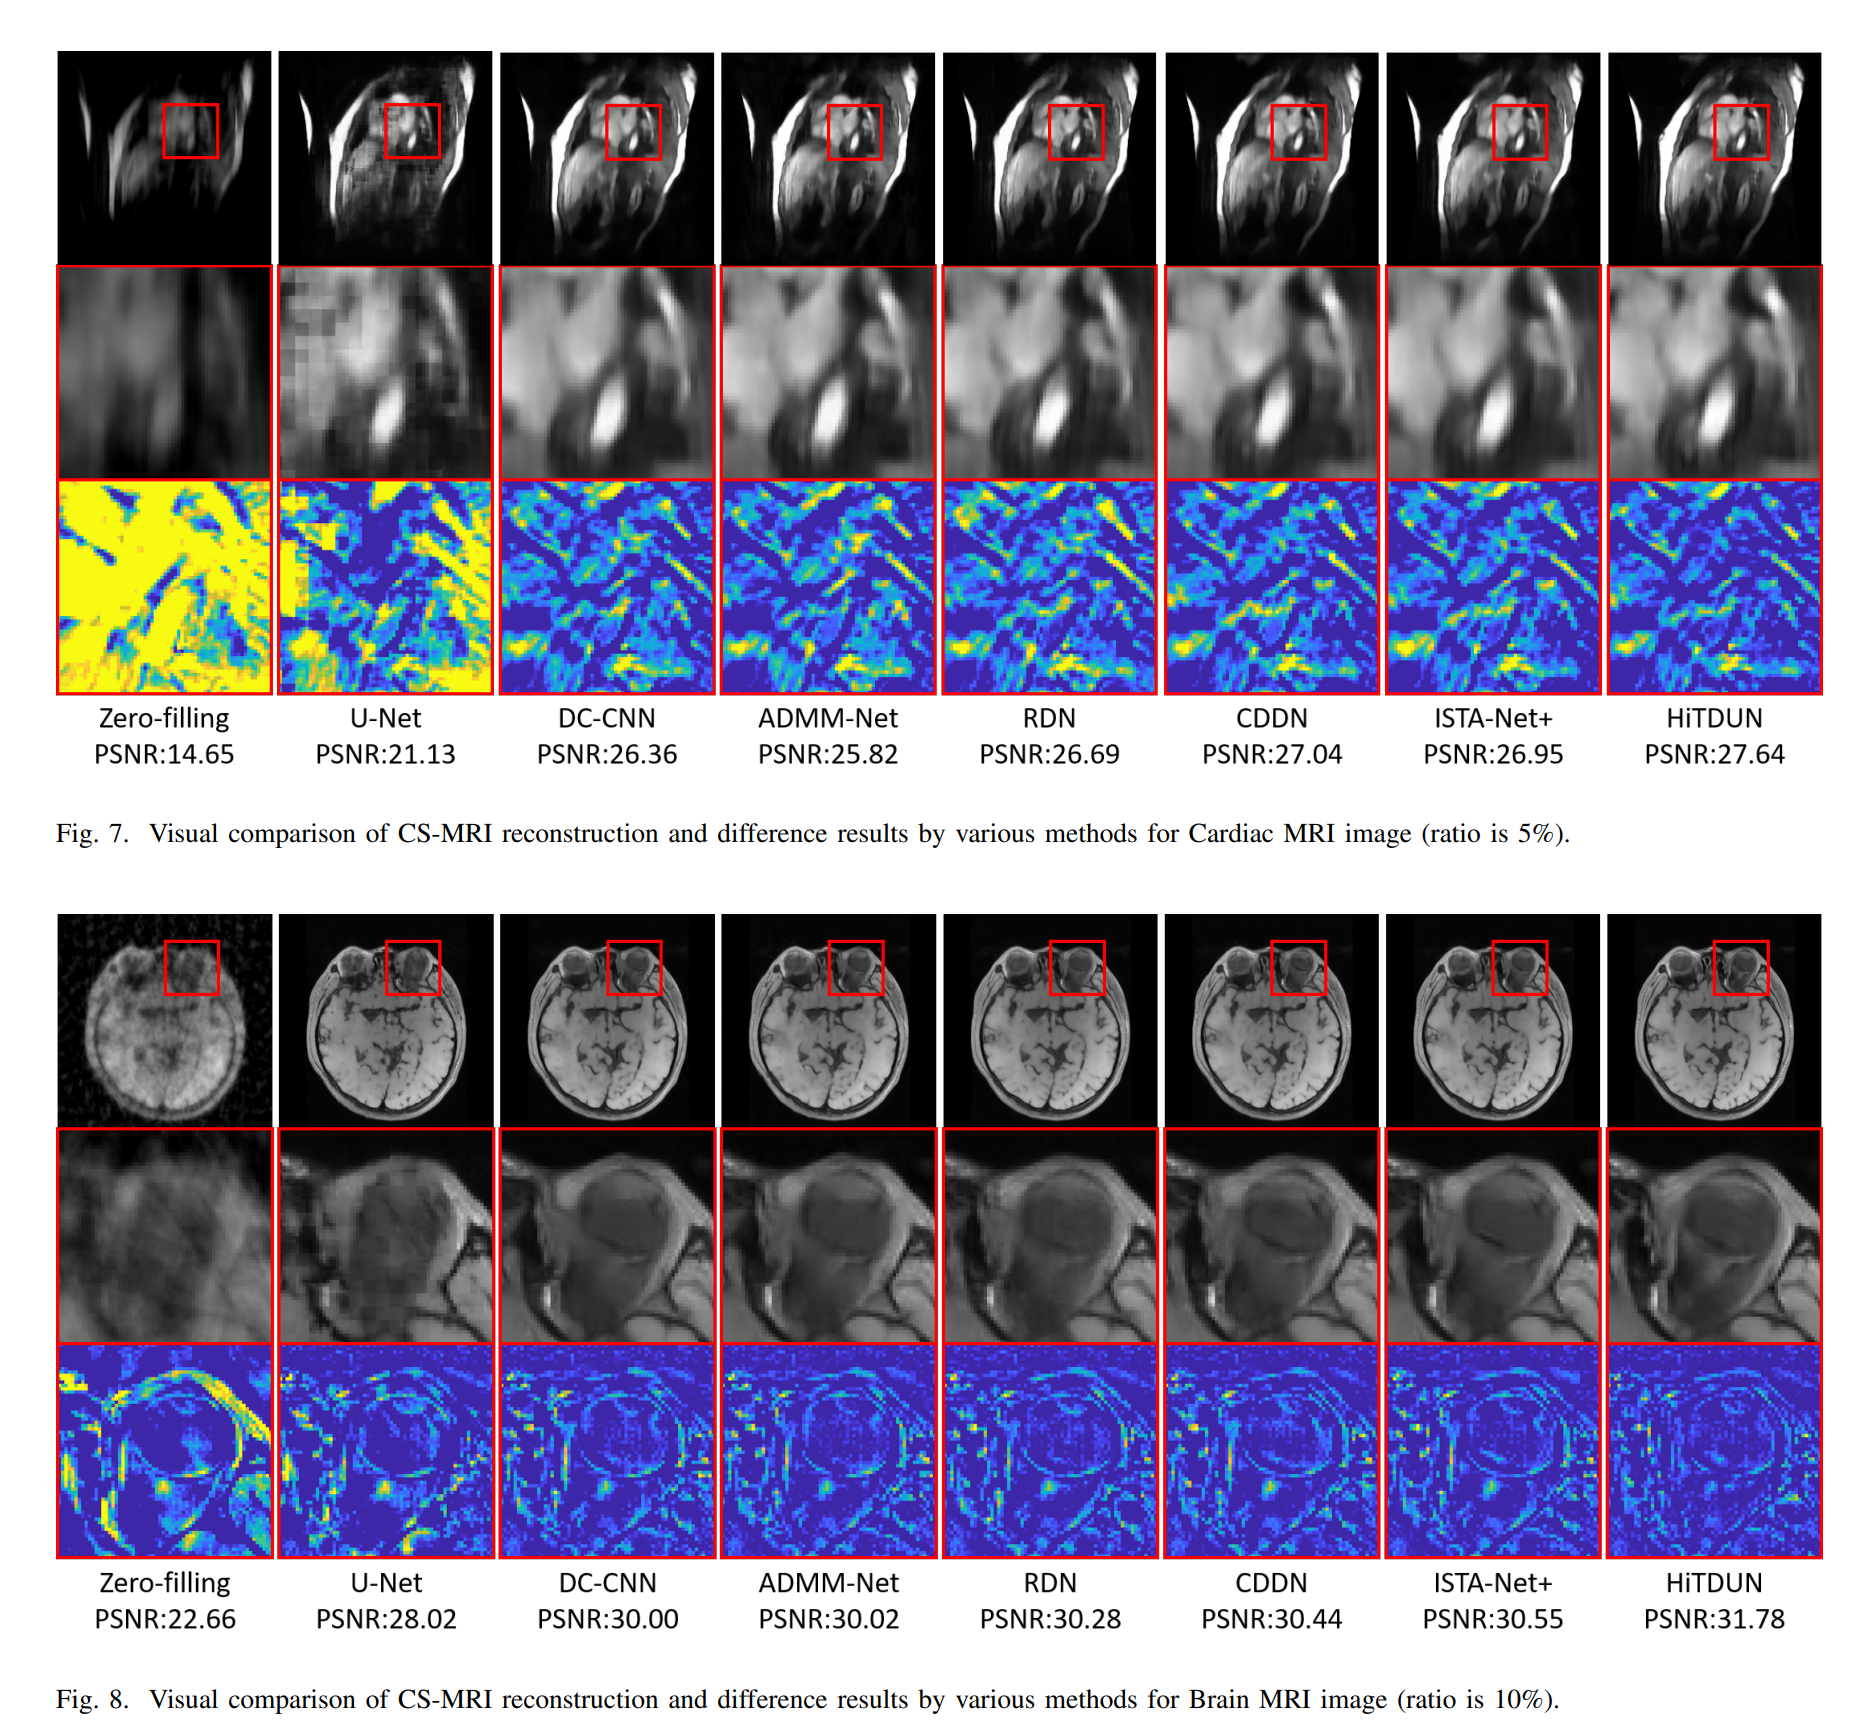 Zero-filling U-Net DC-CNN ADMM-Net RDN CDDN ISTA-Net+ HiTDUN
PSNR:14.65 PSNR:21.13 PSNR:26.36 PSNR:25.82 PSNR:26.69 PSNR:27.04 PSNR:26.95 PSNR:27.64
Fig. 7. Visual comparison of CS-MRI reconstruction and difference results by various methods for Cardiac MRI image (ratio is 5%).
Zero-filling U-Net DC-CNN ADMM-Net RDN CDDN ISTA-Net+ HiTDUN
PSNR:22.66 PSNR:28.02 PSNR:30.00 PSNR:30.02 PSNR:30.28 PSNR:30.44 PSNR:30.55 PSNR:31.78
Fig. 8. Visual comparison of CS-MRI reconstruction and difference results by various methods for Brain MRI image (ratio is 10%).